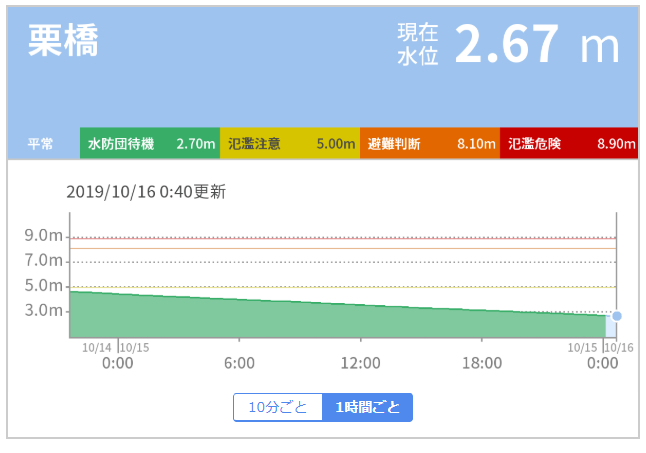 栗橋
現在水位 2.67 m
平常 水防団待機 2.70m 氾濫注意 5.00m 避難判断 8.10m 氾濫危険 8.90m
2019/10/16 0:40更新
9.0m
7.0m
5.0m
3.0m
10/14 10/15 10/15 10/16
0:00 6:00 12:00 18:00 0:00
10分ごと 1時間ごと